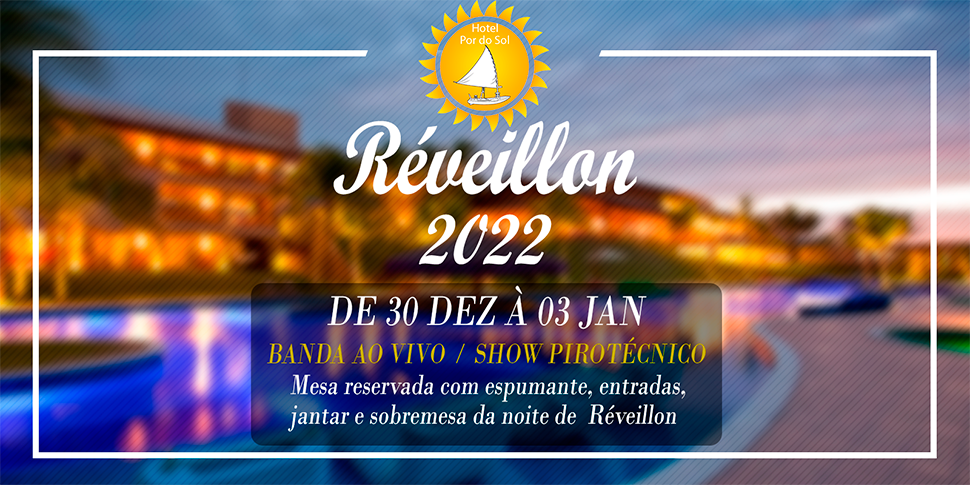 Hotel
Por do Sol
Réveillon
2022
DE 30 DEZ À 03 JAN
BANDA AO VIVO / SHOW PIROTÉCNICO
Mesa reservada com espumante, entradas,
jantar e sobremesa da noite de Réveillon